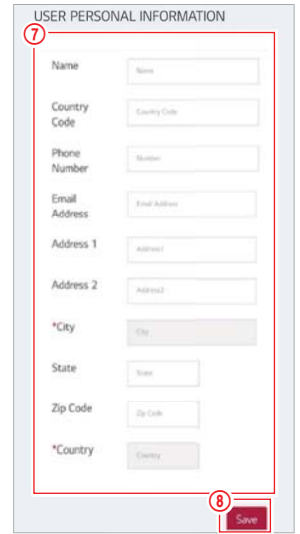 USER PERSONAL INFORMATION
7
Name
Name
Country
Code
Country Code
Phone
Number
Number
Email
Address
Email Address
Address 1
Address1
Address 2
Address2
*City
City
State
State
Zip Code
Zip Code
*Country
Country
8
Save